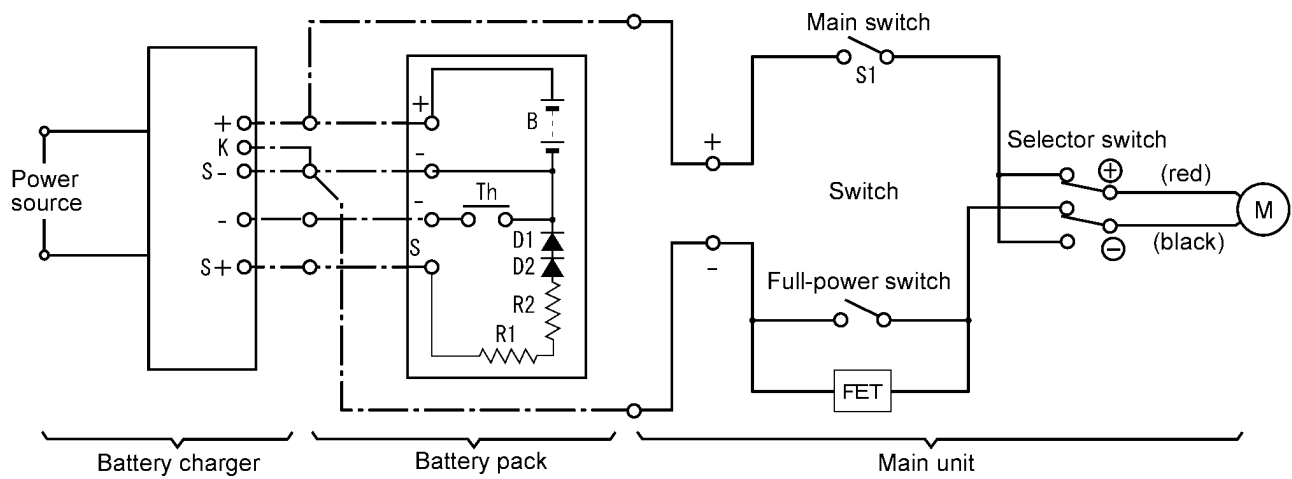 Main switch
S1
+
K
S-
-
S+
Power
source
+
-
-
S
B
Th
D1
D2
R2
R1
+
-
Switch
Selector switch
+
(red)
M
(black)
-
Full-power switch
FET
Battery charger
Battery pack
Main unit